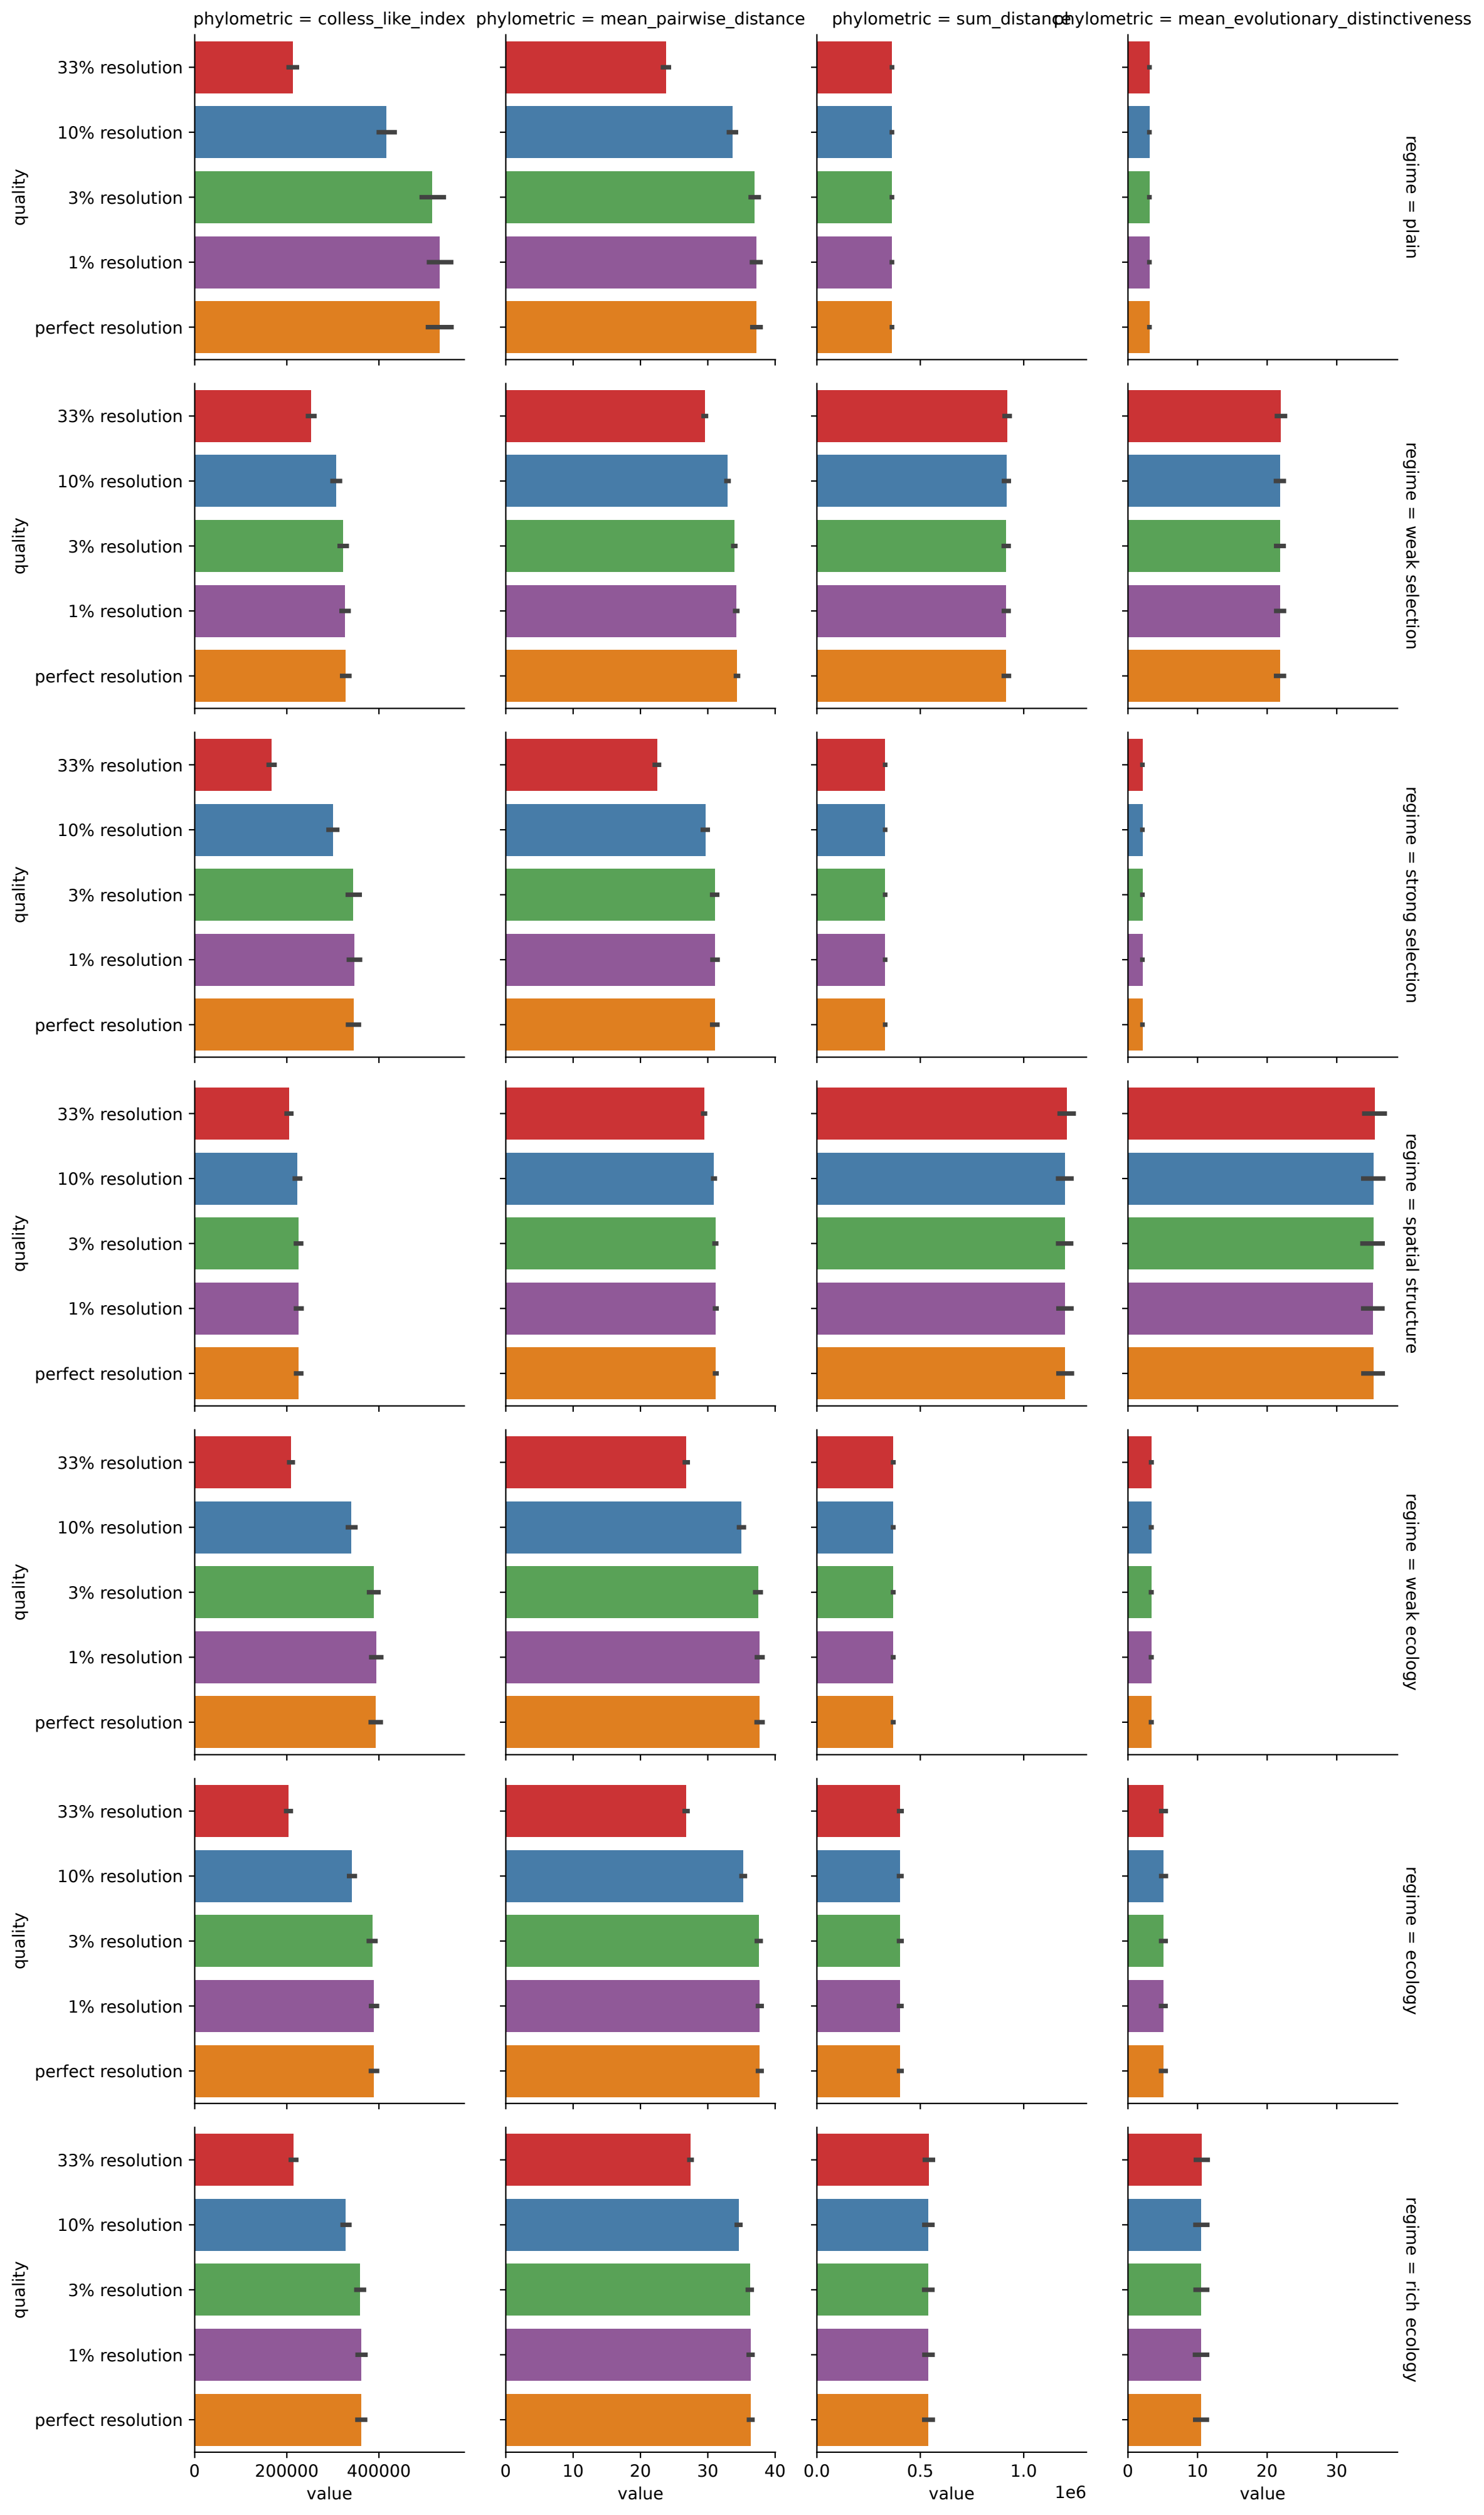 phylometric = colless_like_index
phylometric = mean_pairwise_distance
phylometric = sum_distance
phylometric = mean_evolutionary_distinctiveness
quality
33% resolution
10% resolution
3% resolution
1% resolution
perfect resolution
regime = plain
quality
33% resolution
10% resolution
3% resolution
1% resolution
perfect resolution
regime = weak selection
quality
33% resolution
10% resolution
3% resolution
1% resolution
perfect resolution
regime = strong selection
quality
33% resolution
10% resolution
3% resolution
1% resolution
perfect resolution
regime = spatial structure
quality
33% resolution
10% resolution
3% resolution
1% resolution
perfect resolution
regime = weak ecology
quality
33% resolution
10% resolution
3% resolution
1% resolution
perfect resolution
regime = ecology
quality
33% resolution
10% resolution
3% resolution
1% resolution
perfect resolution
regime = rich ecology
0 200000 400000
value
0 10 20 30 40
value
0.0 0.5 1.0
1e6
value
0 10 20 30
value